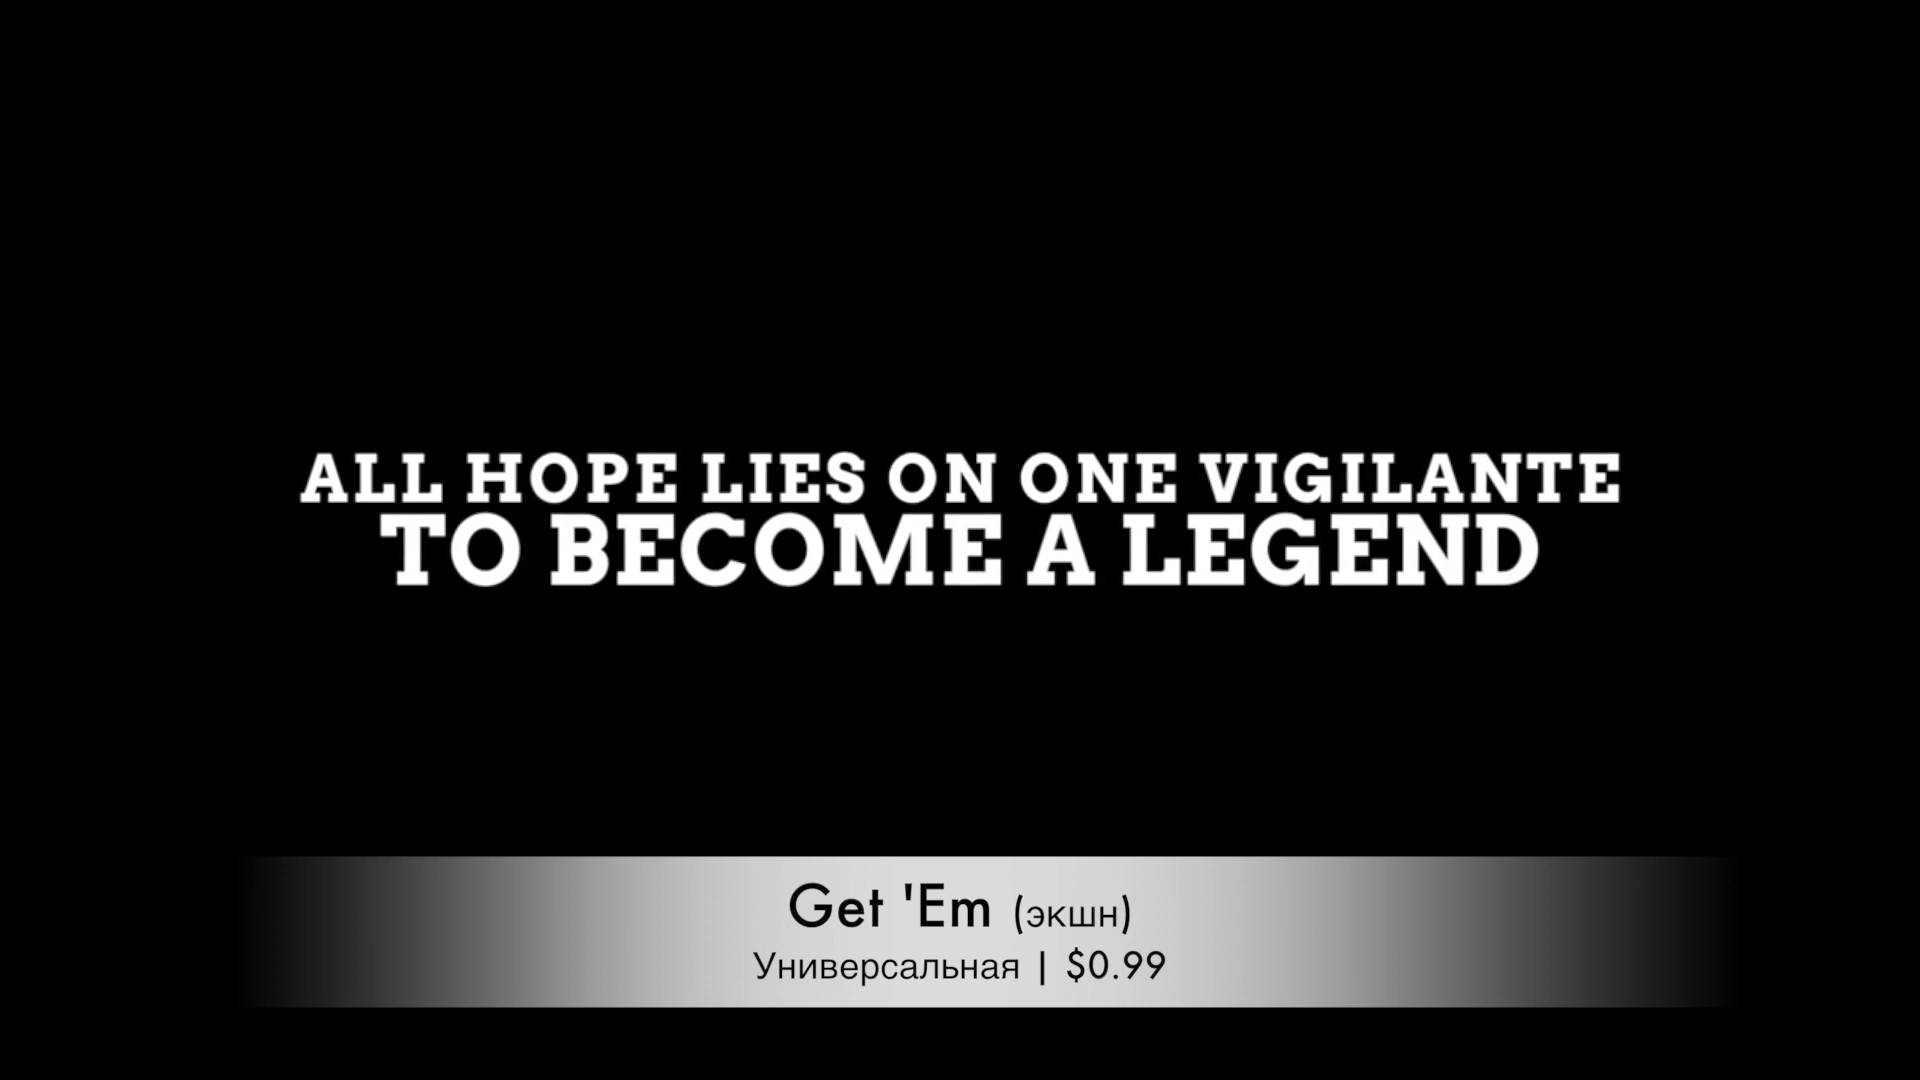 ALL HOPE LIES ON ONE VIGILANTE
TO BECOME A LEGEND
Get 'Em (экшн)
Универсальная | $0.99